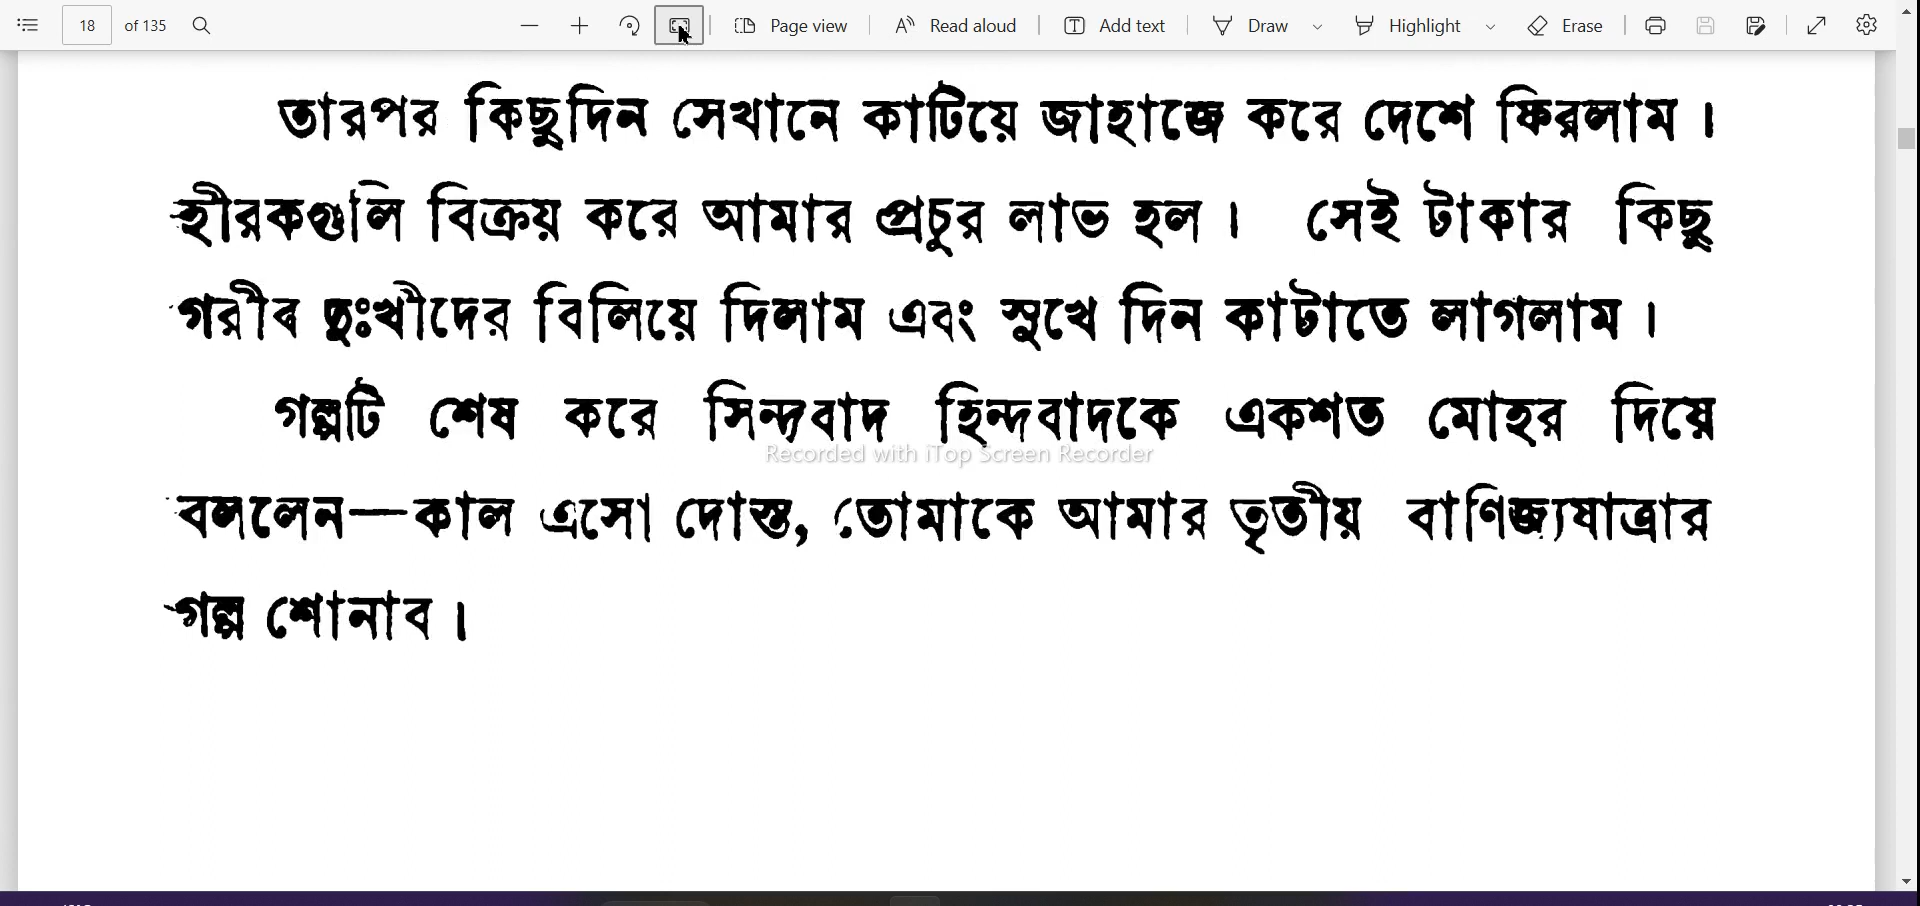 18 of 135 Page view Read aloud Add text Draw Highlight Erase
তারপর কিছুদিন সেখানে কাটিয়ে জাহাজে করে দেশে ফিরলাম ।
হীরকগুলি বিক্রয় করে আমার প্রচুর লাভ হল । সেই টাকার কিছু
গরীব দুঃখীদের বিলিয়ে দিলাম এবং সুখে দিন কাটাতে লাগলাম ।
গল্পটি শেষ করে সিন্দবাদ হিন্দবাদকে একশত মোহর দিয়ে
Recorded with iTop Screen Recorder
বললেন—কাল এসো দোস্ত, তোমাকে আমার তৃতীয় বাণিজ্যযাত্রার
গল্প শোনাব ।